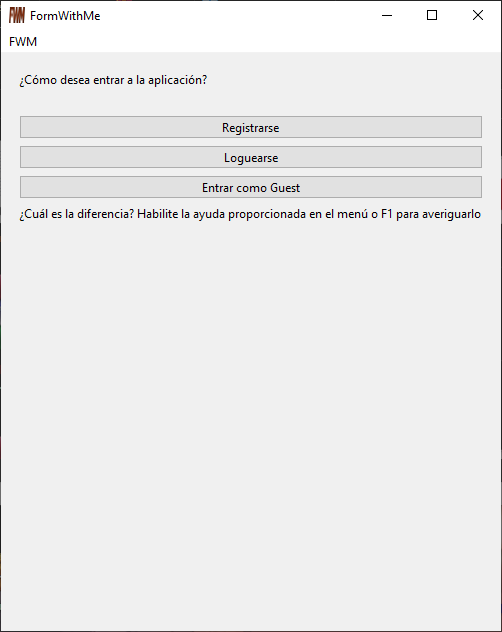 FWM FormWithMe
FWM
¿Cómo desea entrar a la aplicación?
Registrarse
Loguearse
Entrar como Guest
¿Cuál es la diferencia? Habilite la ayuda proporcionada en el menú o F1 para averiguarlo